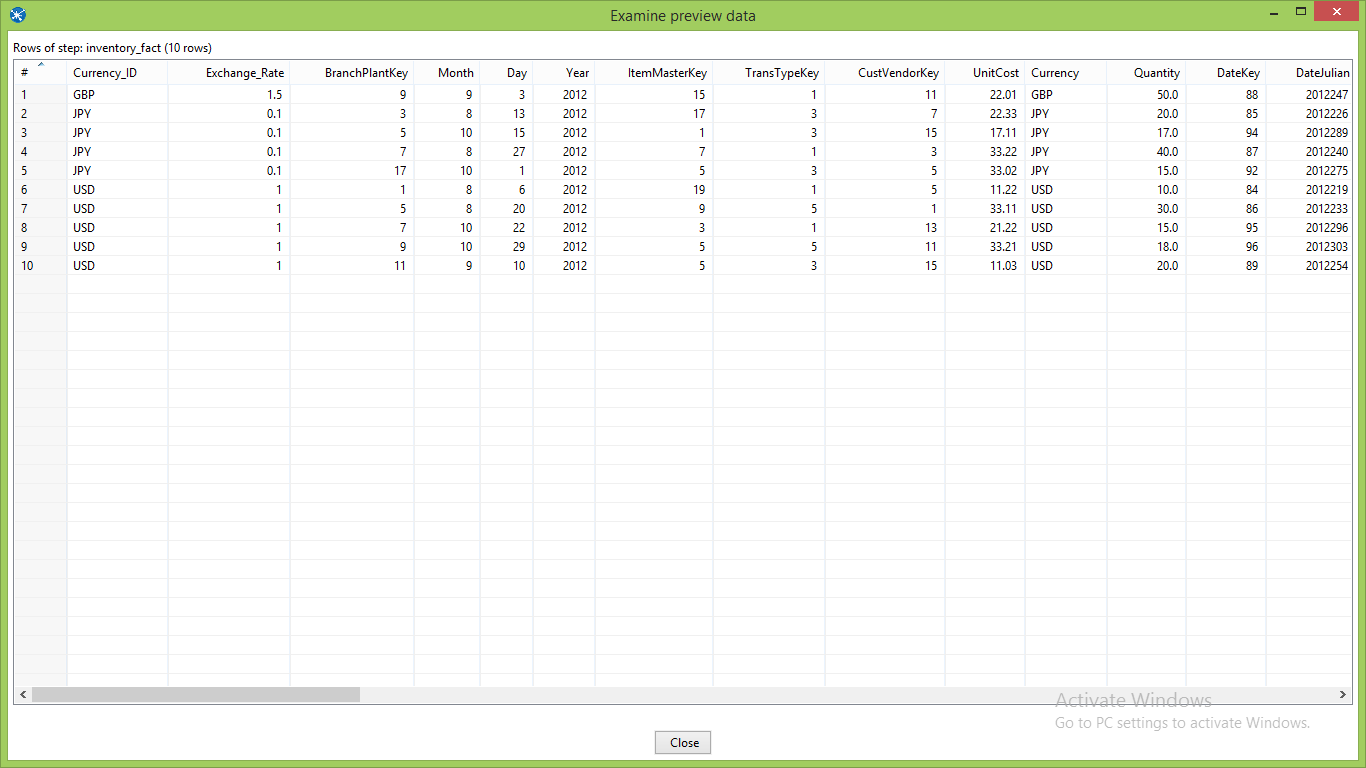 Examine preview data
Rows of step: inventory_fact (10 rows)
# Currency_ID Exchange_Rate BranchPlantKey Month Day Year ItemMasterKey TransTypeKey CustVendorKey UnitCost Currency Quantity DateKey DateJulian
1 GBP 1.5 9 9 3 2012 15 1 11 22.01 GBP 50.0 88 2012247
2 JPY 0.1 3 8 13 2012 17 3 7 22.33 JPY 20.0 85 2012226
3 JPY 0.1 5 10 15 2012 1 3 15 17.11 JPY 17.0 94 2012289
4 JPY 0.1 7 8 27 2012 7 1 3 33.22 JPY 40.0 87 2012240
5 JPY 0.1 17 10 1 2012 5 3 5 33.02 JPY 15.0 92 2012275
6 USD 1 1 8 6 2012 19 1 5 11.22 USD 10.0 84 2012219
7 USD 1 5 8 20 2012 9 5 1 33.11 USD 30.0 86 2012233
8 USD 1 7 10 22 2012 3 1 13 21.22 USD 15.0 95 2012296
9 USD 1 9 10 29 2012 5 5 11 33.21 USD 18.0 96 2012303
10 USD 1 11 9 10 2012 5 3 15 11.03 USD 20.0 89 2012254
Activate Windows
Go to PC settings to activate Windows.
Close